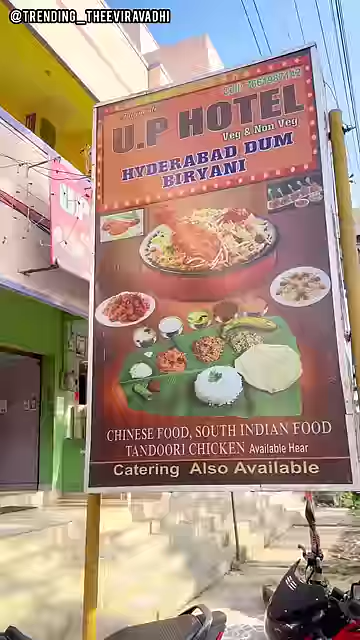 @TRENDING_THEEVIRAVADHI
U.P HOTEL
Veg & Non Veg
HYDERABAD DUM
BIRYANI
CHINESE FOOD, SOUTH INDIAN FOOD
TANDOORI CHICKEN Available Hear
Catering Also Available